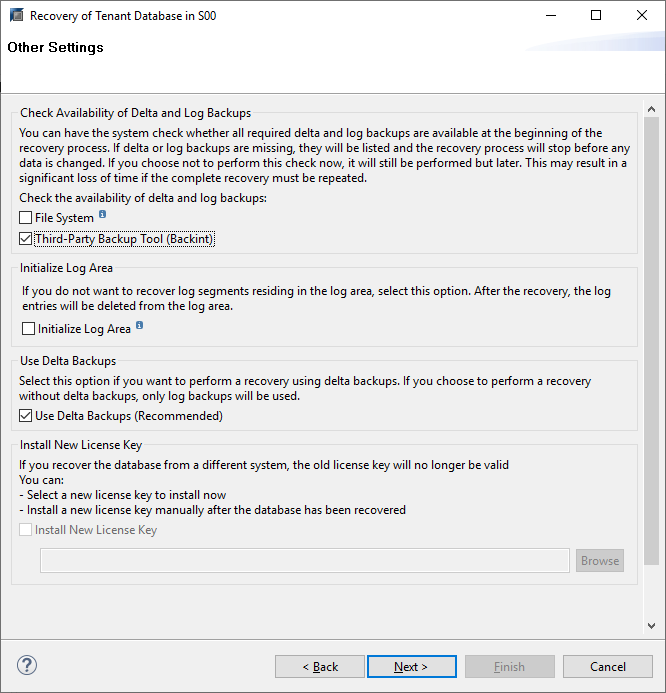 Recovery of Tenant Database in S00
Other Settings
Check Availability of Delta and Log Backups
You can have the system check whether all required delta and log backups are available at the beginning of the
recovery process. If delta or log backups are missing, they will be listed and the recovery process will stop before any
data is changed. If you choose not to perform this check now, it will still be performed but later. This may result in a
significant loss of time if the complete recovery must be repeated.
Check the availability of delta and log backups:
File System
Third-Party Backup Tool (Backint)
Initialize Log Area
If you do not want to recover log segments residing in the log area, select this option. After the recovery, the log
entries will be deleted from the log area.
Initialize Log Area
Use Delta Backups
Select this option if you want to perform a recovery using delta backups. If you choose to perform a recovery
without delta backups, only log backups will be used.
Use Delta Backups (Recommended)
Install New License Key
If you recover the database from a different system, the old license key will no longer be valid
You can:
- Select a new license key to install now
- Install a new license key manually after the database has been recovered
Install New License Key
Browse
< Back
Next >
Finish
Cancel